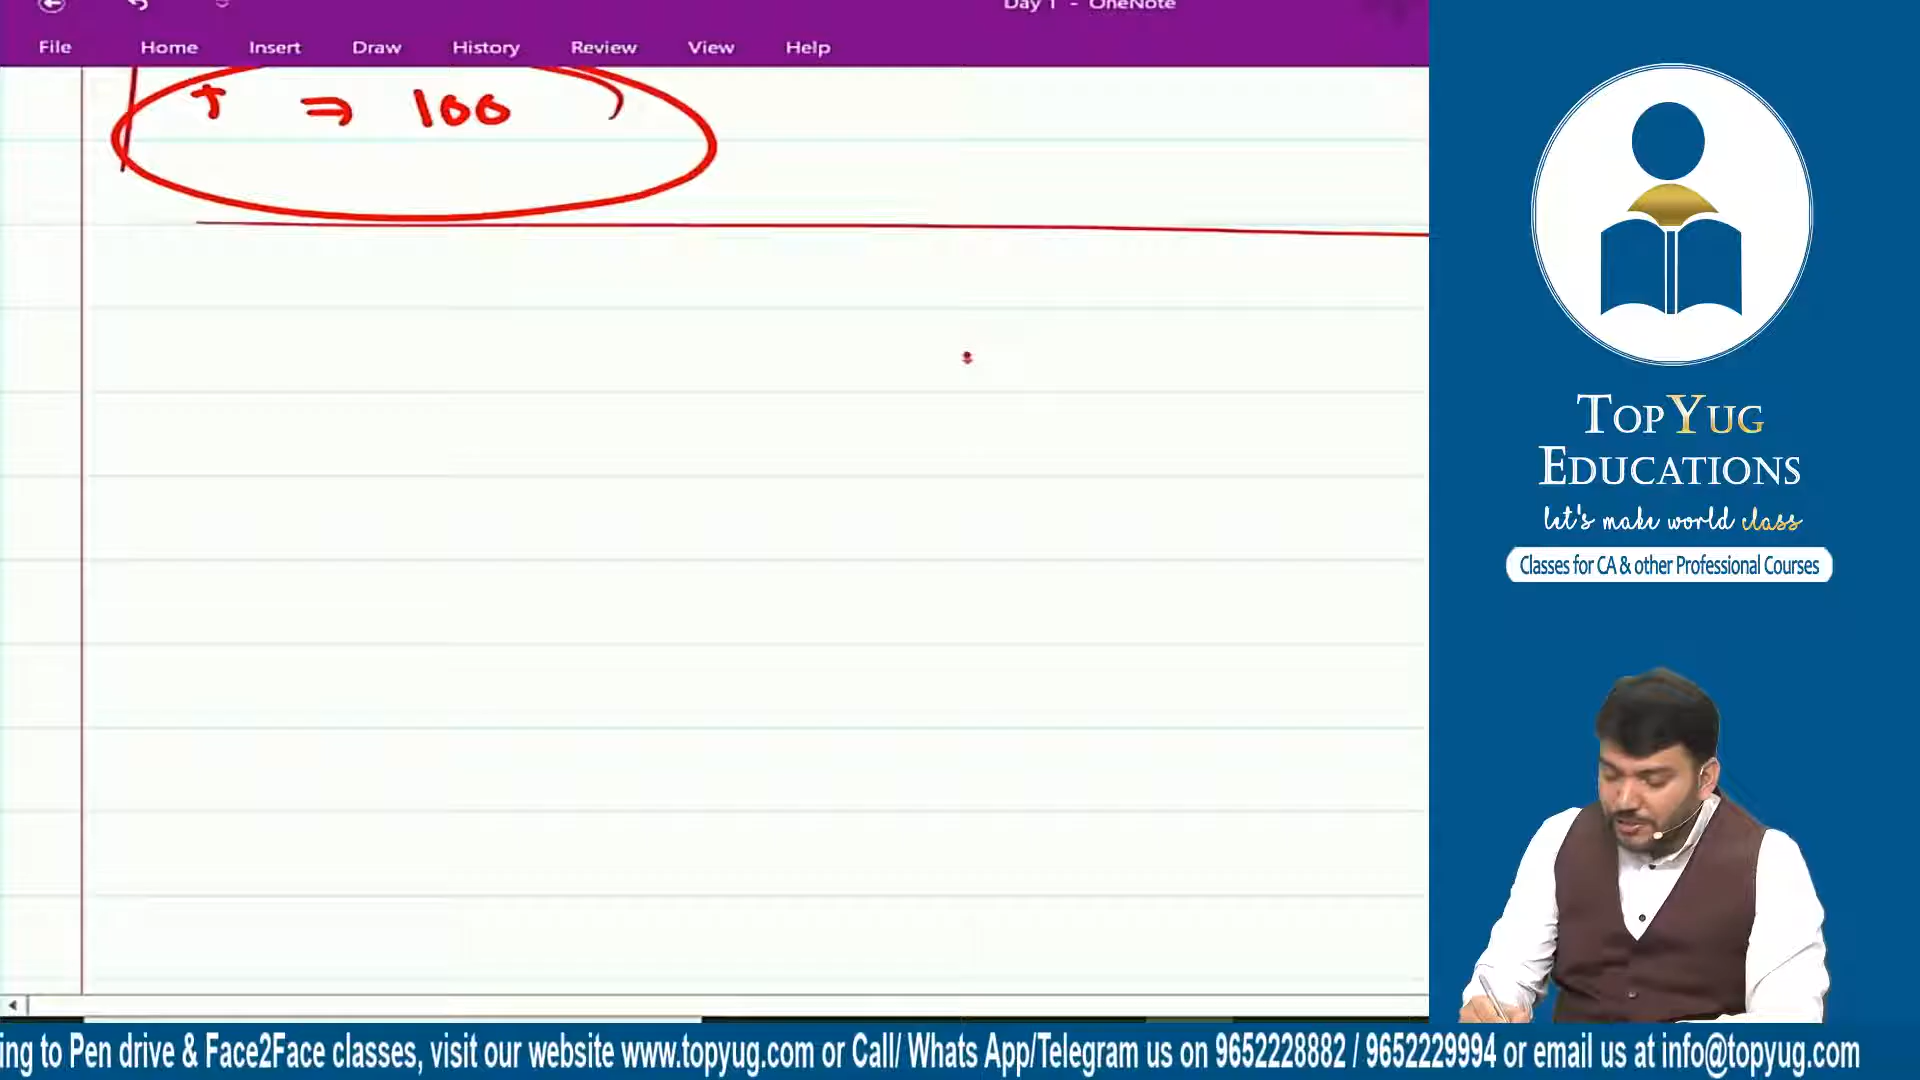 Day 1 - OneNote
File Home Insert Draw History Review View Help
⇒ 100
TopYug
Educations
let's make world class
Classes for CA & other Professional Courses
ing to Pen drive & Face2Face classes, visit our website www.topyug.com or Call/ Whats App/Telegram us on 9652228882 / 9652229994 or email us at info@topyug.com